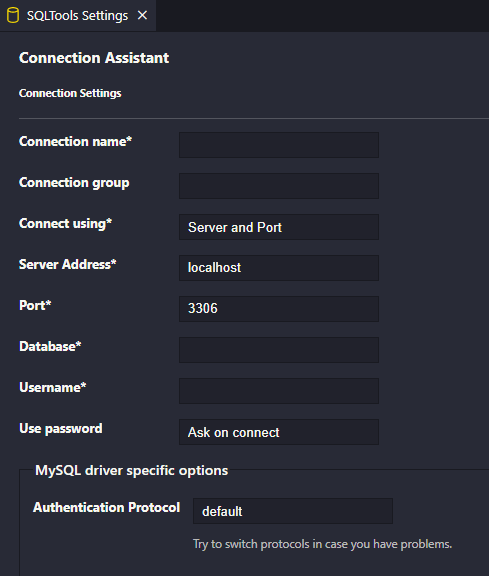 SQLTools Settings
Connection Assistant
Connection Settings
Connection name*
Connection group
Connect using* Server and Port
Server Address* localhost
Port* 3306
Database*
Username*
Use password Ask on connect
MySQL driver specific options
Authentication Protocol default
Try to switch protocols in case you have problems.